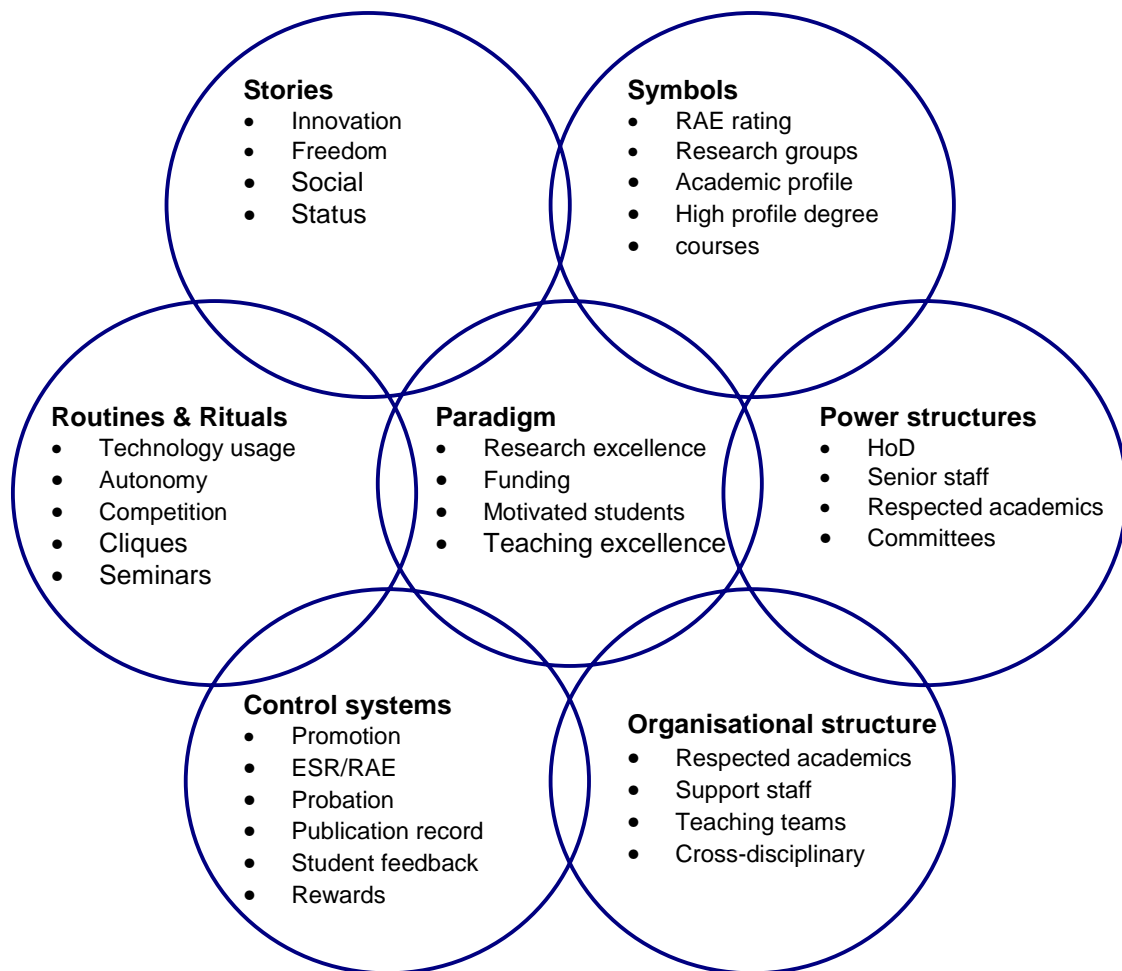 Stories
• Innovation
• Freedom
• Social
• Status
Symbols
• RAE rating
• Research groups
• Academic profile
• High profile degree
• courses
Routines & Rituals
• Technology usage
• Autonomy
• Competition
• Cliques
• Seminars
Paradigm
• Research excellence
• Funding
• Motivated students
• Teaching excellence
Power structures
• HoD
• Senior staff
• Respected academics
• Committees
Control systems
• Promotion
• ESR/RAE
• Probation
• Publication record
• Student feedback
• Rewards
Organisational structure
• Respected academics
• Support staff
• Teaching teams
• Cross-disciplinary